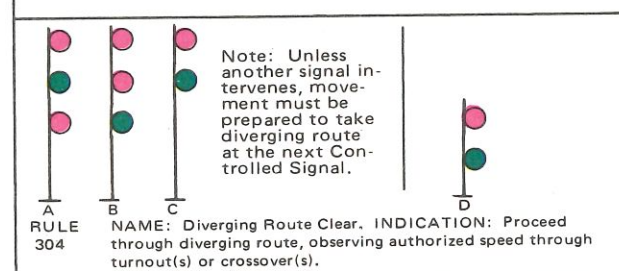 Note: Unless
another signal in-
tervenes, move-
ment must be
prepared to take
diverging route
at the next Con-
trolled Signal.
A B C D
RULE NAME: Diverging Route Clear. INDICATION: Proceed
304 through diverging route, observing authorized speed through
turnout(s) or crossover(s).